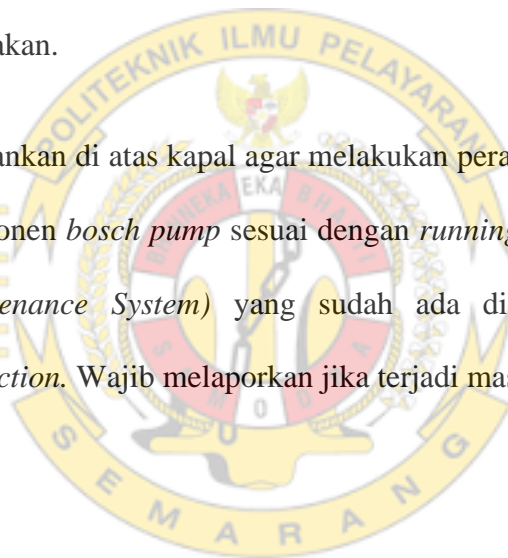 POLITEKNIK ILMU PELAYARAN
akan.
ankan di atas kapal agar melakukan pera
EKA
onen bosch pump sesuai dengan running
enance System) yang sudah ada di
ction. Wajib melaporkan jika terjadi mas
SEMARANG